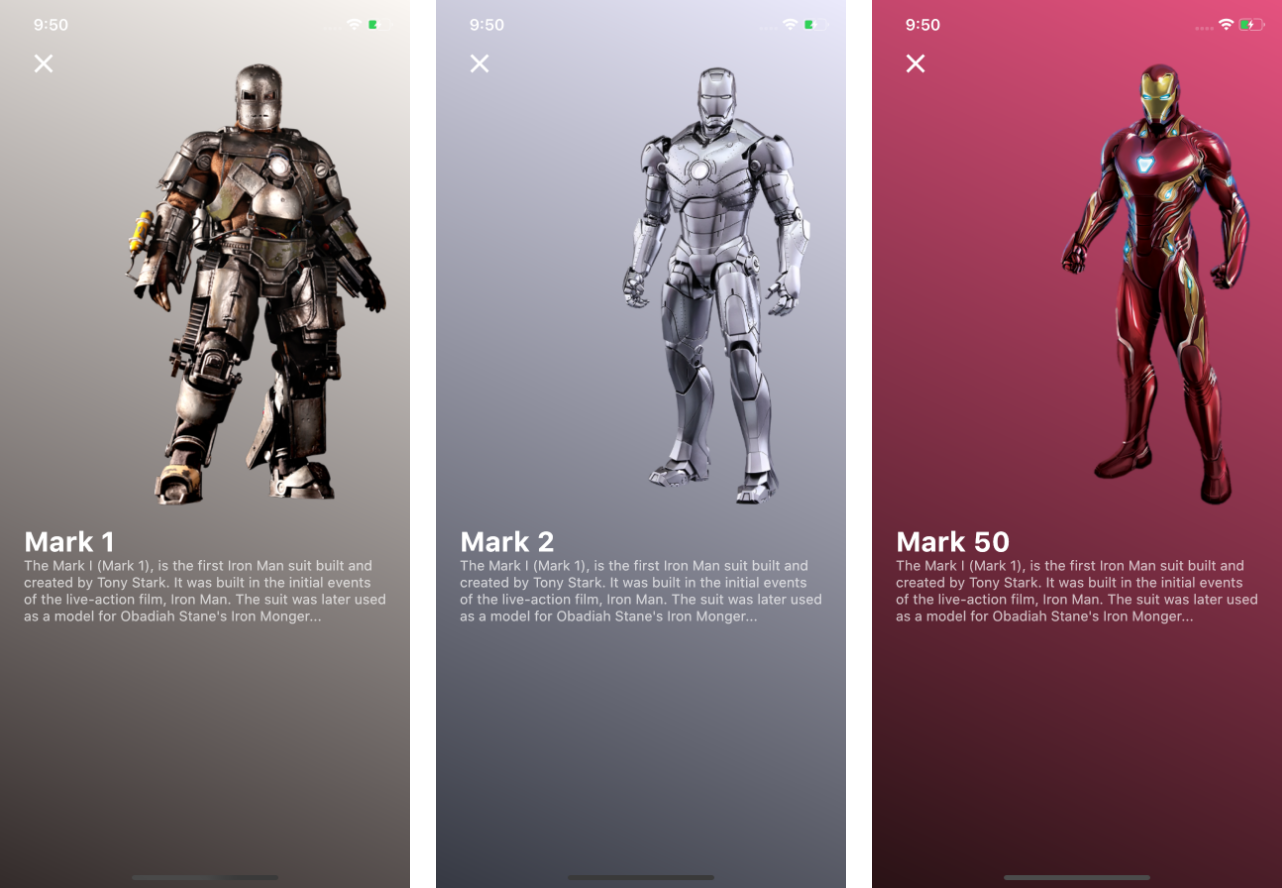 9:50
Mark 1
The Mark I (Mark 1), is the first Iron Man suit built and
created by Tony Stark. It was built in the initial events
of the live-action film, Iron Man. The suit was later used
as a model for Obadiah Stane's Iron Monger...
9:50
Mark 2
The Mark I (Mark 1), is the first Iron Man suit built and
created by Tony Stark. It was built in the initial events
of the live-action film, Iron Man. The suit was later used
as a model for Obadiah Stane's Iron Monger...
9:50
Mark 50
The Mark I (Mark 1), is the first Iron Man suit built and
created by Tony Stark. It was built in the initial events
of the live-action film, Iron Man. The suit was later used
as a model for Obadiah Stane's Iron Monger...